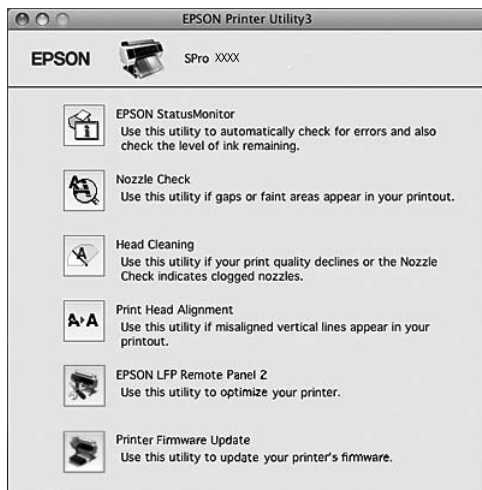 EPSON Printer Utility3
EPSON SPro XXXX
EPSON StatusMonitor
Use this utility to automatically check for errors and also
check the level of ink remaining.
Nozzle Check
Use this utility if gaps or faint areas appear in your printout.
Head Cleaning
Use this utility if your print quality declines or the Nozzle
Check indicates clogged nozzles.
Print Head Alignment
Use this utility if misaligned vertical lines appear in your
printout.
EPSON LFP Remote Panel 2
Use this utility to optimize your printer.
Printer Firmware Update
Use this utility to update your printer's firmware.